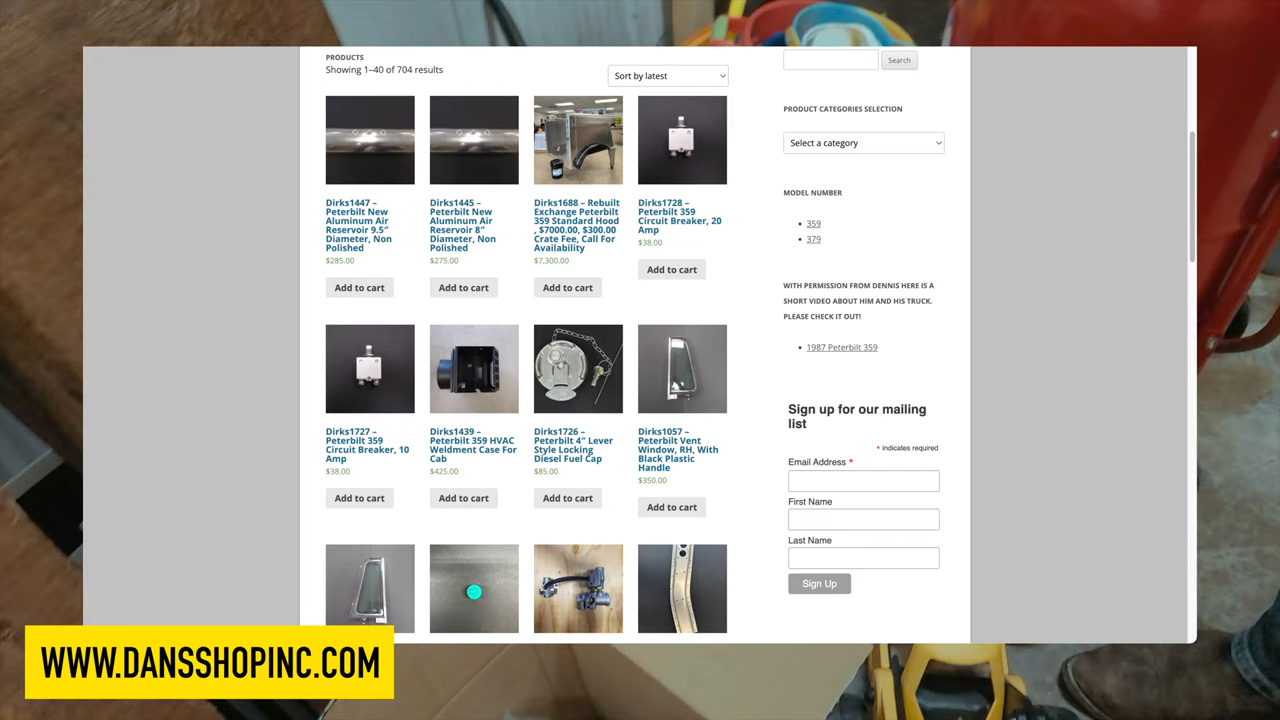 PRODUCTS
Showing 1–40 of 704 results
Sort by latest
Search
PRODUCT CATEGORIES SELECTION
Select a category
MODEL NUMBER
359
379
WITH PERMISSION FROM DENNIS HERE IS A
SHORT VIDEO ABOUT HIM AND HIS TRUCK.
PLEASE CHECK IT OUT!
1987 Peterbilt 359
Sign up for our mailing
list
* indicates required
Email Address *
First Name
Last Name
Sign Up
Dirks1447 –
Peterbilt New
Aluminum Air
Reservoir 9.5″
Diameter, Non
Polished
$285.00
Add to cart
Dirks1445 –
Peterbilt New
Aluminum Air
Reservoir 8″
Diameter, Non
Polished
$275.00
Add to cart
Dirks1688 – Rebuilt
Exchange Peterbilt
359 Standard Hood
, $7000.00, $300.00
Crate Fee, Call For
Availability
$7,300.00
Add to cart
Dirks1728 –
Peterbilt 359
Circuit Breaker, 20
Amp
$38.00
Add to cart
Dirks1727 –
Peterbilt 359
Circuit Breaker, 10
Amp
$38.00
Add to cart
Dirks1439 –
Peterbilt 359 HVAC
Weldment Case For
Cab
$425.00
Add to cart
Dirks1726 –
Peterbilt 4″ Lever
Style Locking
Diesel Fuel Cap
$85.00
Add to cart
Dirks1057 –
Peterbilt Vent
Window, RH, With
Black Plastic
Handle
$350.00
Add to cart
WWW.DANSSHOPINC.COM